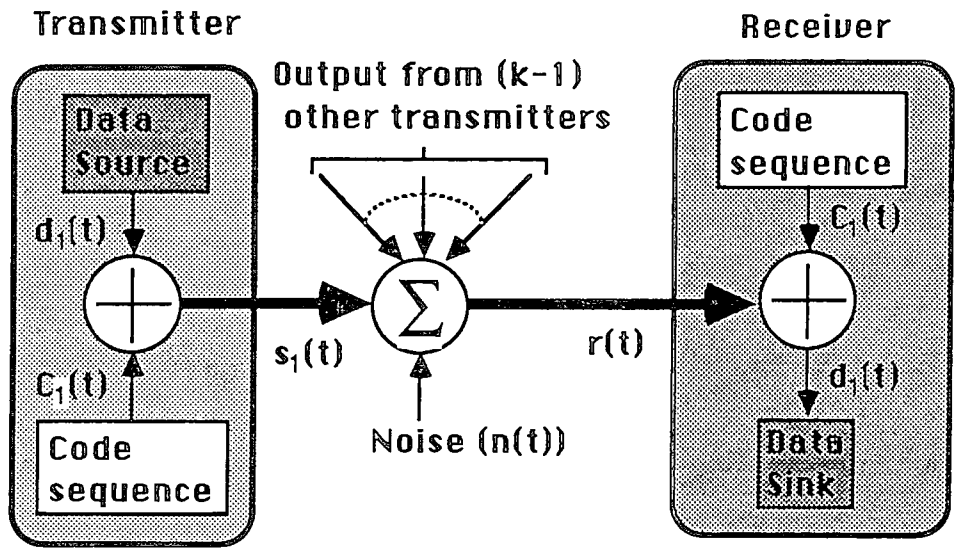 Transmitter
Receiver
Output from (k-1)
other transmitters
Data
Source
Code
sequence
d₁(t)
C₁(t)
Σ
s₁(t)
r(t)
C₁(t)
d₁(t)
Noise (n(t))
Code
sequence
Data
Sink